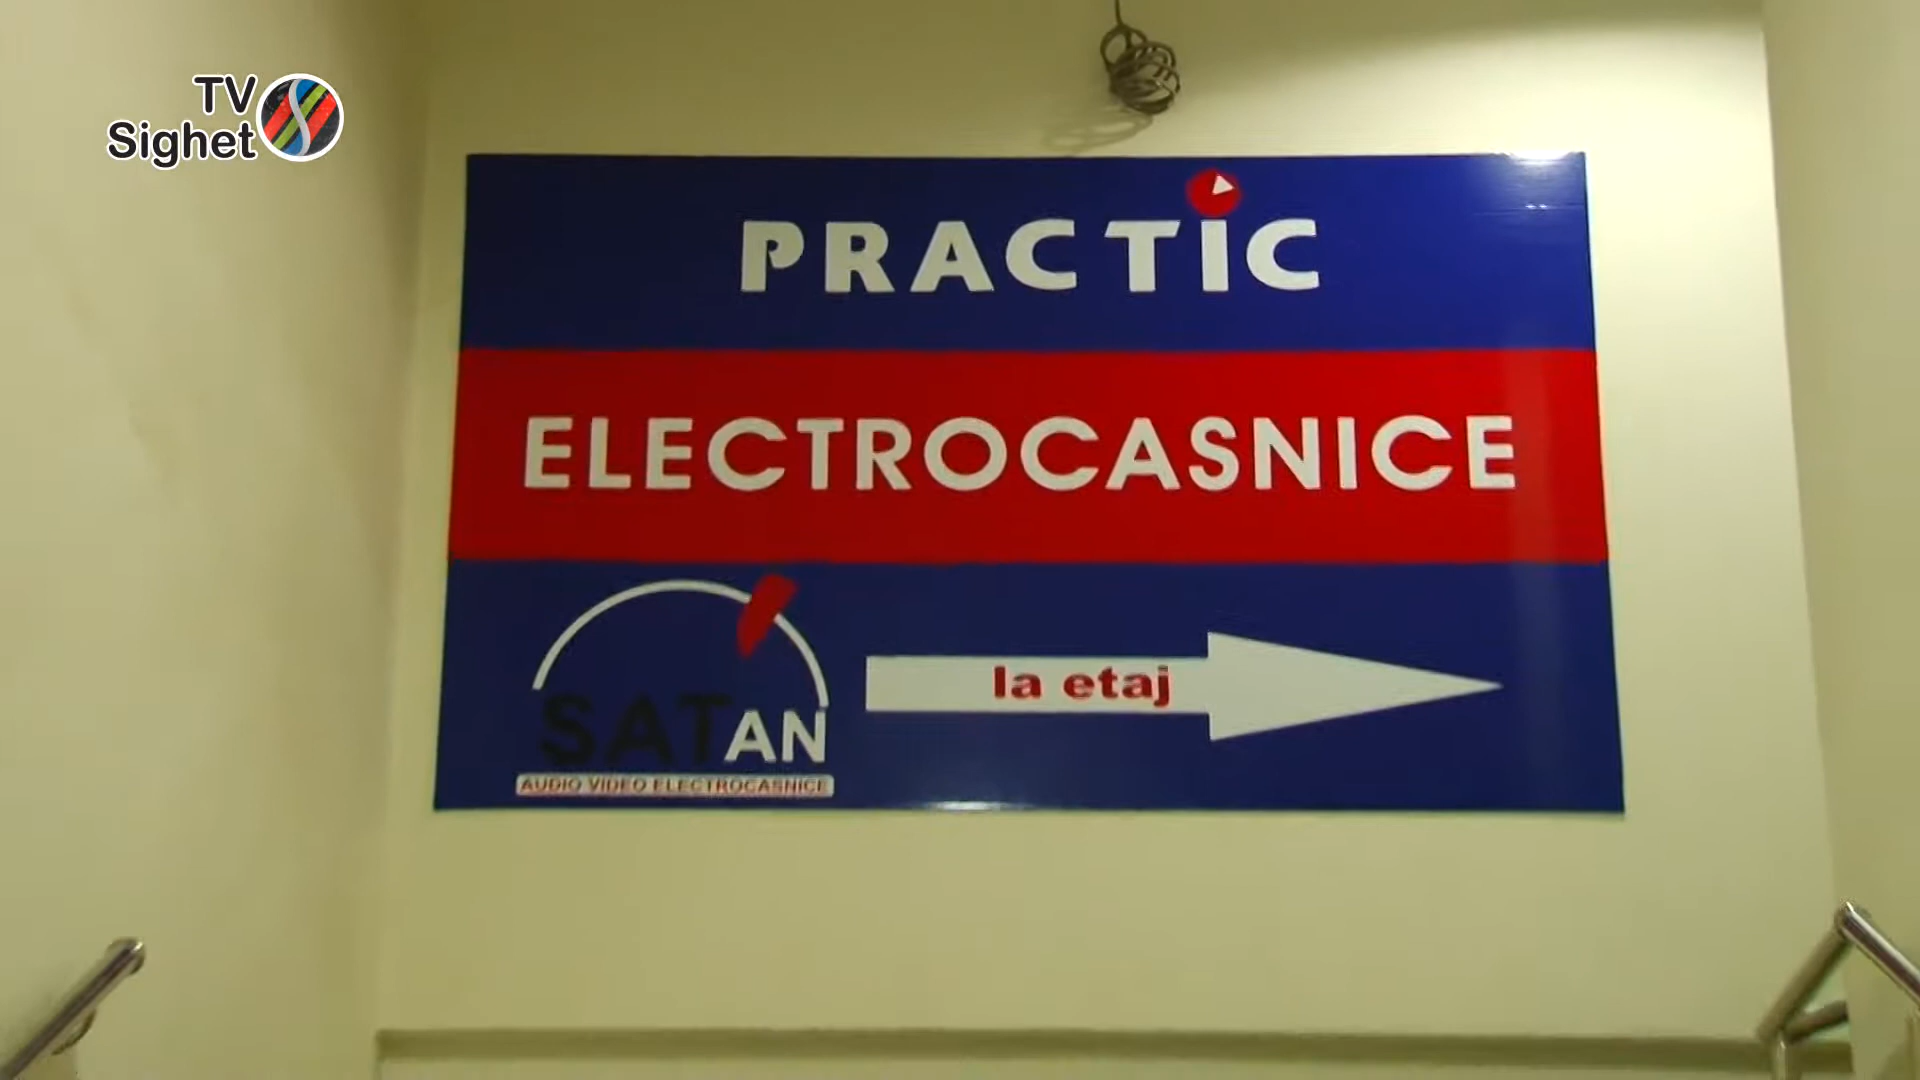 TV
Sighet
PRACTIC
ELECTROCASNICE
SATAN
AUDIO VIDEO ELECTROCASNICE
la etaj